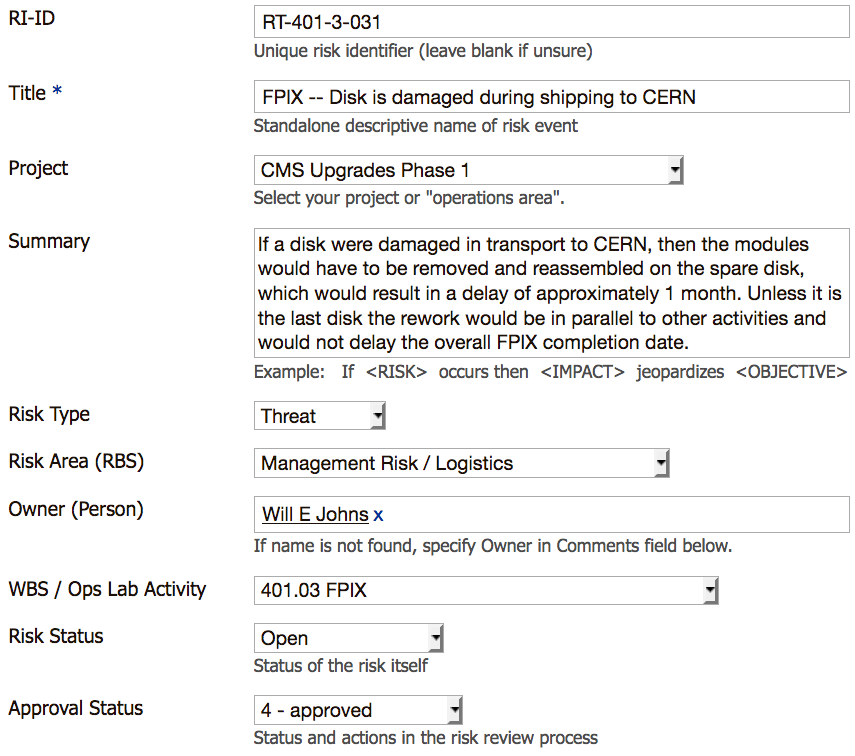 RI-ID RT-401-3-031
Unique risk identifier (leave blank if unsure)
Title * FPIX -- Disk is damaged during shipping to CERN
Standalone descriptive name of risk event
Project CMS Upgrades Phase 1
Select your project or "operations area".
Summary If a disk were damaged in transport to CERN, then the modules
would have to be removed and reassembled on the spare disk,
which would result in a delay of approximately 1 month. Unless it is
the last disk the rework would be in parallel to other activities and
would not delay the overall FPIX completion date.
Example: If <RISK> occurs then <IMPACT> jeopardizes <OBJECTIVE>
Risk Type Threat
Risk Area (RBS) Management Risk / Logistics
Owner (Person) Will E Johns x
If name is not found, specify Owner in Comments field below.
WBS / Ops Lab Activity 401.03 FPIX
Risk Status Open
Status of the risk itself
Approval Status 4 - approved
Status and actions in the risk review process